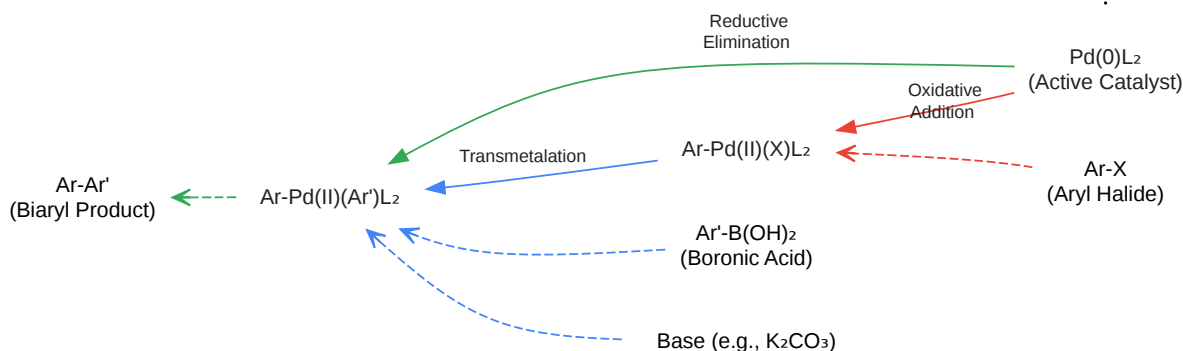 Reductive
Elimination
Pd(0)L₂
(Active Catalyst)
Oxidative
Addition
Transmetalation
Ar-Pd(II)(X)L₂
Ar-X
(Aryl Halide)
Ar-Ar'
(Biaryl Product)
Ar-Pd(II)(Ar')L₂
Ar'-B(OH)₂
(Boronic Acid)
Base (e.g., K₂CO₃)